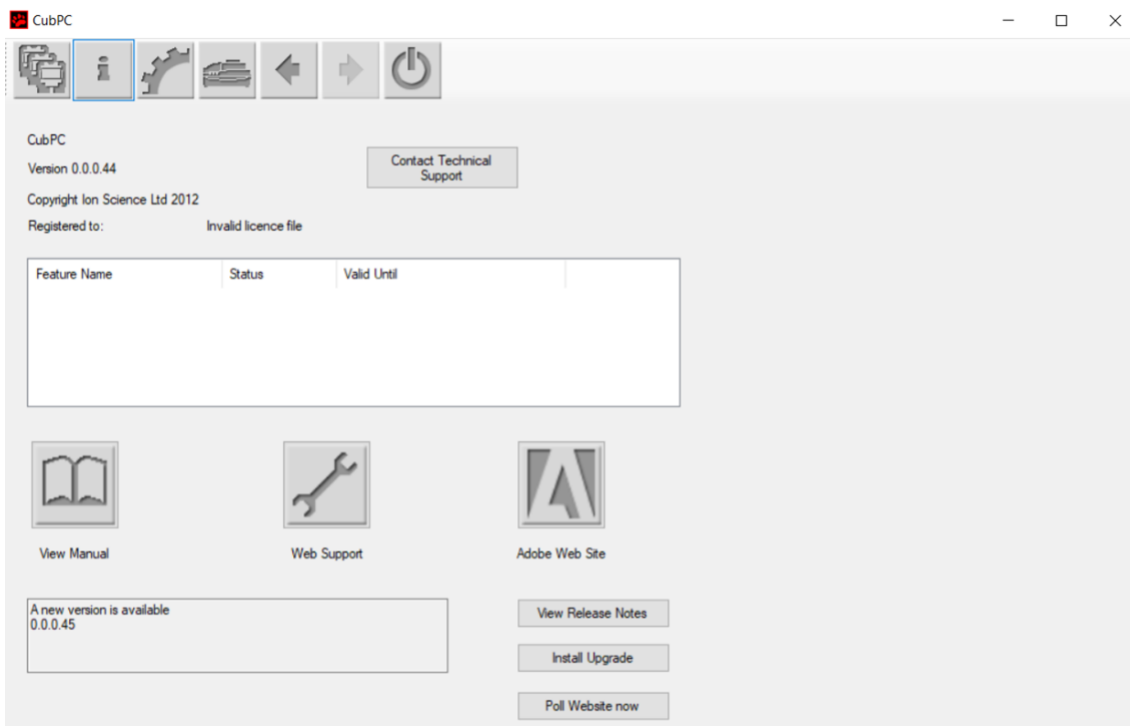 CubPC
CubPC
Version 0.0.0.44
Contact Technical
Support
Copyright Ion Science Ltd 2012
Registered to: Invalid licence file
Feature Name Status Valid Until
View Manual Web Support Adobe Web Site
A new version is available
0.0.0.45
View Release Notes
Install Upgrade
Poll Website now